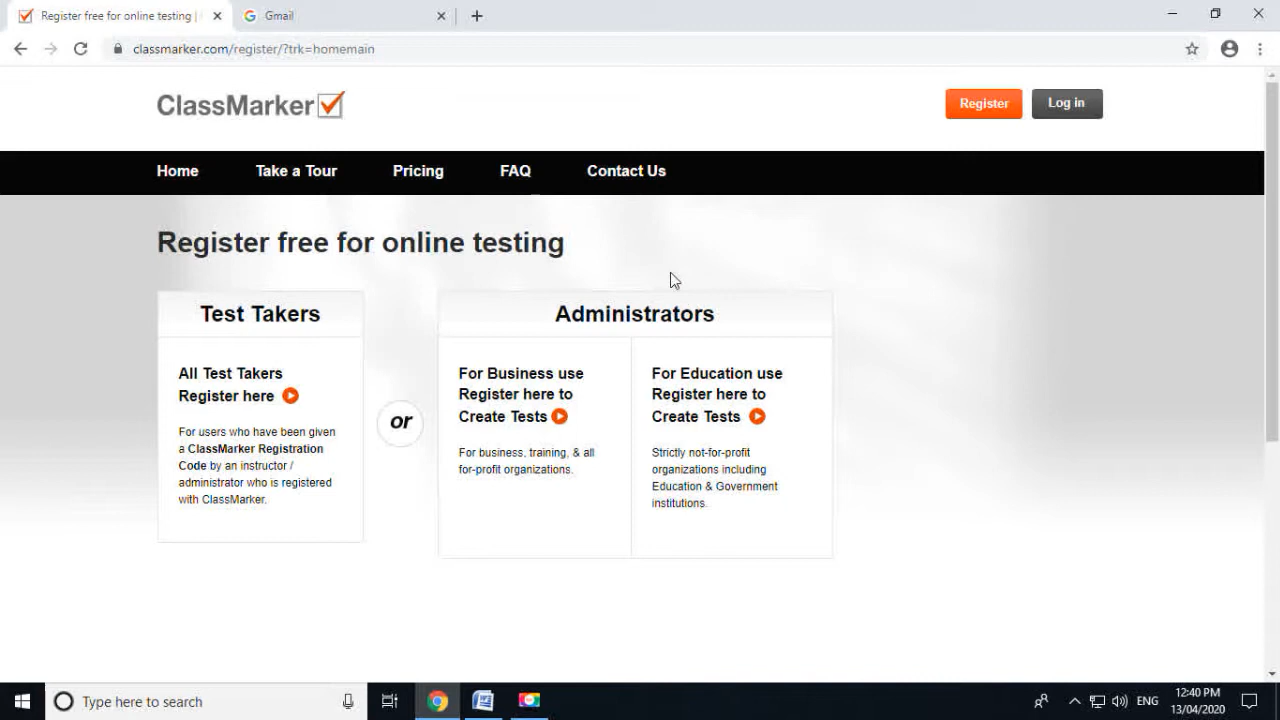 Register free for online testing |
Gmail
classmarker.com/register/?trk=homemain
ClassMarker
Register
Log in
Home
Take a Tour
Pricing
FAQ
Contact Us
Register free for online testing
Test Takers
All Test Takers
Register here
For users who have been given
a ClassMarker Registration
Code by an instructor /
administrator who is registered
with ClassMarker.
or
Administrators
For Business use
Register here to
Create Tests
For business, training, & all
for-profit organizations.
For Education use
Register here to
Create Tests
Strictly not-for-profit
organizations including
Education & Government
institutions.
Type here to search
ENG
12:40 PM
13/04/2020